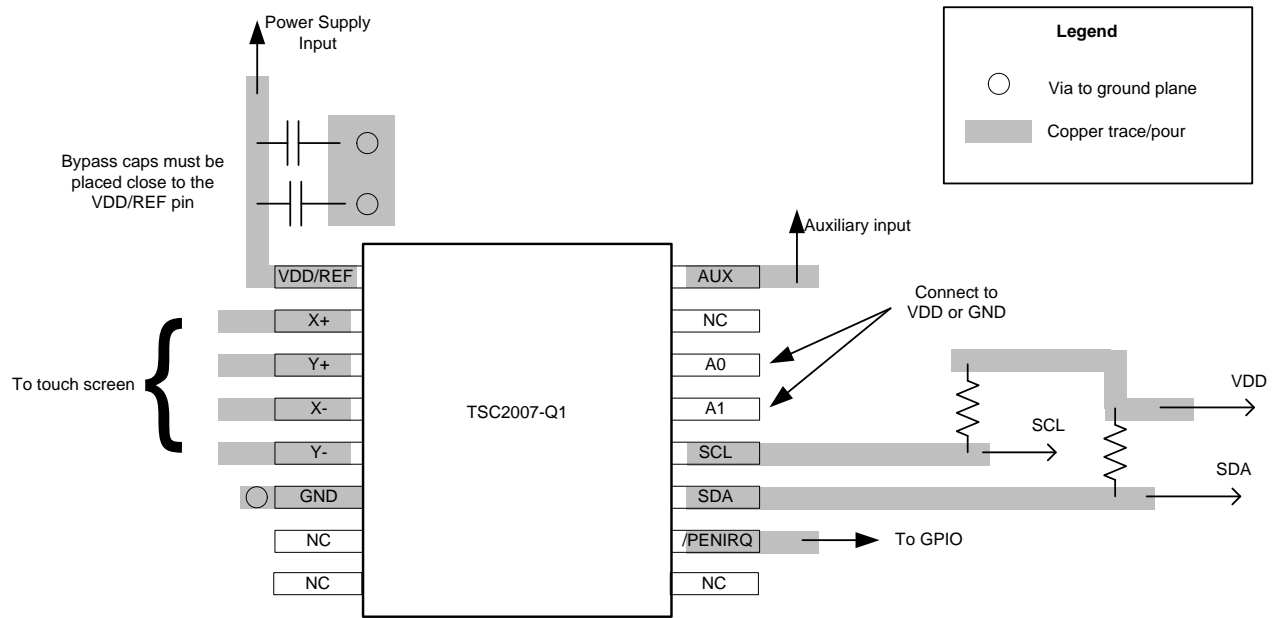 Power Supply
Input
Legend
Via to ground plane
Copper trace/pour
Bypass caps must be
placed close to the
VDD/REF pin
Auxiliary input
VDD/REF
AUX
Connect to
VDD or GND
X+
NC
To touch screen
Y+
A0
VDD
X-
TSC2007-Q1
A1
SCL
Y-
SCL
SDA
GND
SDA
NC
/PENIRQ
To GPIO
NC
NC